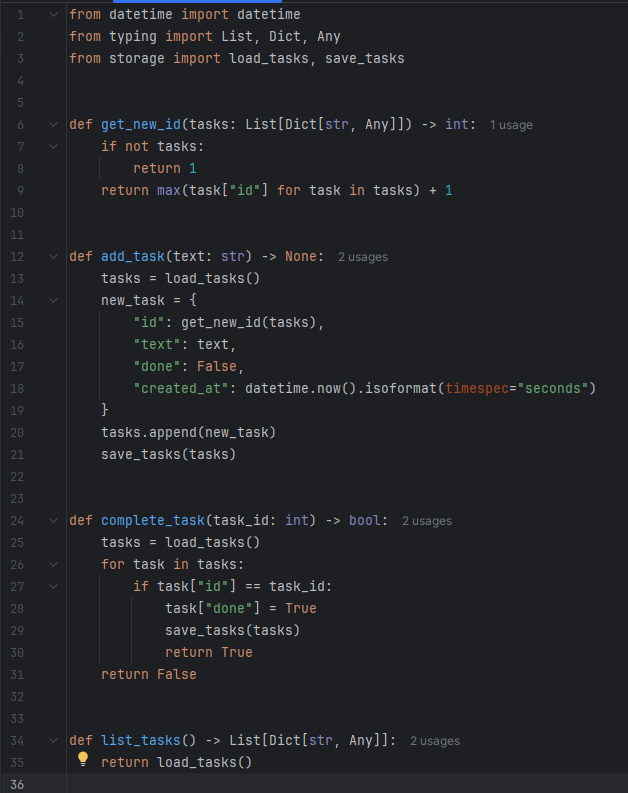 1 from datetime import datetime
2 from typing import List, Dict, Any
3 from storage import load_tasks, save_tasks
4
5
6 def get_new_id(tasks: List[Dict[str, Any]]) -> int: 1 usage
7     if not tasks:
8         return 1
9     return max(task["id"] for task in tasks) + 1
10
11
12 def add_task(text: str) -> None: 2 usages
13     tasks = load_tasks()
14     new_task = {
15         "id": get_new_id(tasks),
16         "text": text,
17         "done": False,
18         "created_at": datetime.now().isoformat(timespec="seconds")
19     }
20     tasks.append(new_task)
21     save_tasks(tasks)
22
23
24 def complete_task(task_id: int) -> bool: 2 usages
25     tasks = load_tasks()
26     for task in tasks:
27         if task["id"] == task_id:
28             task["done"] = True
29             save_tasks(tasks)
30             return True
31     return False
32
33
34 def list_tasks() -> List[Dict[str, Any]]: 2 usages
35     return load_tasks()
36